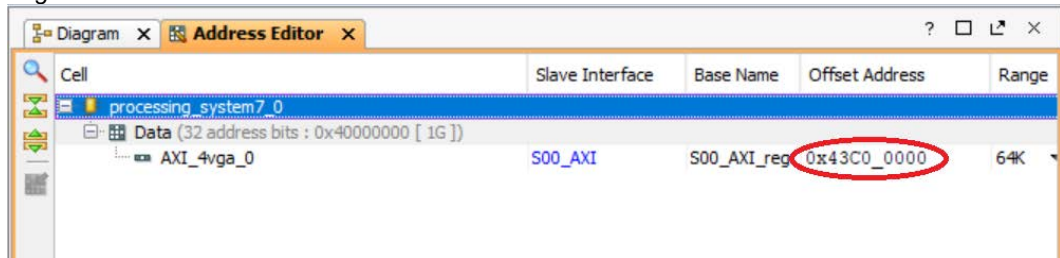 Diagram X Address Editor X ? X
Cell Slave Interface Base Name Offset Address Range
processing_system7_0
Data (32 address bits : 0x40000000 [ 1G ])
AXI_4vga_0 S00_AXI S00_AXI_reg 0x43C0_0000 64K